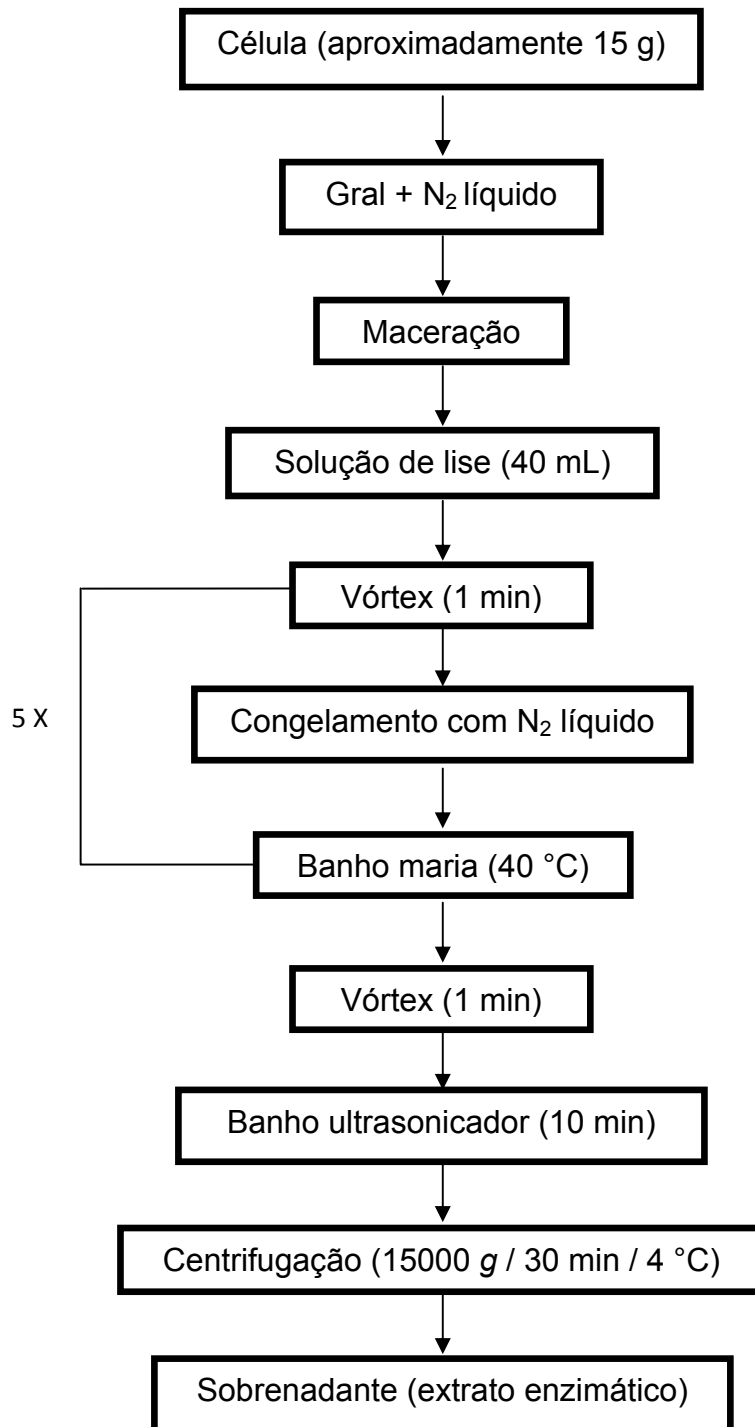 Célula (aproximadamente 15 g)
Gral + N₂ líquido
Maceração
Solução de lise (40 mL)
Vórtex (1 min)
5 X
Congelamento com N₂ líquido
Banho maria (40 °C)
Vórtex (1 min)
Banho ultrasonicador (10 min)
Centrifugação (15000 g / 30 min / 4 °C)
Sobrenadante (extrato enzimático)